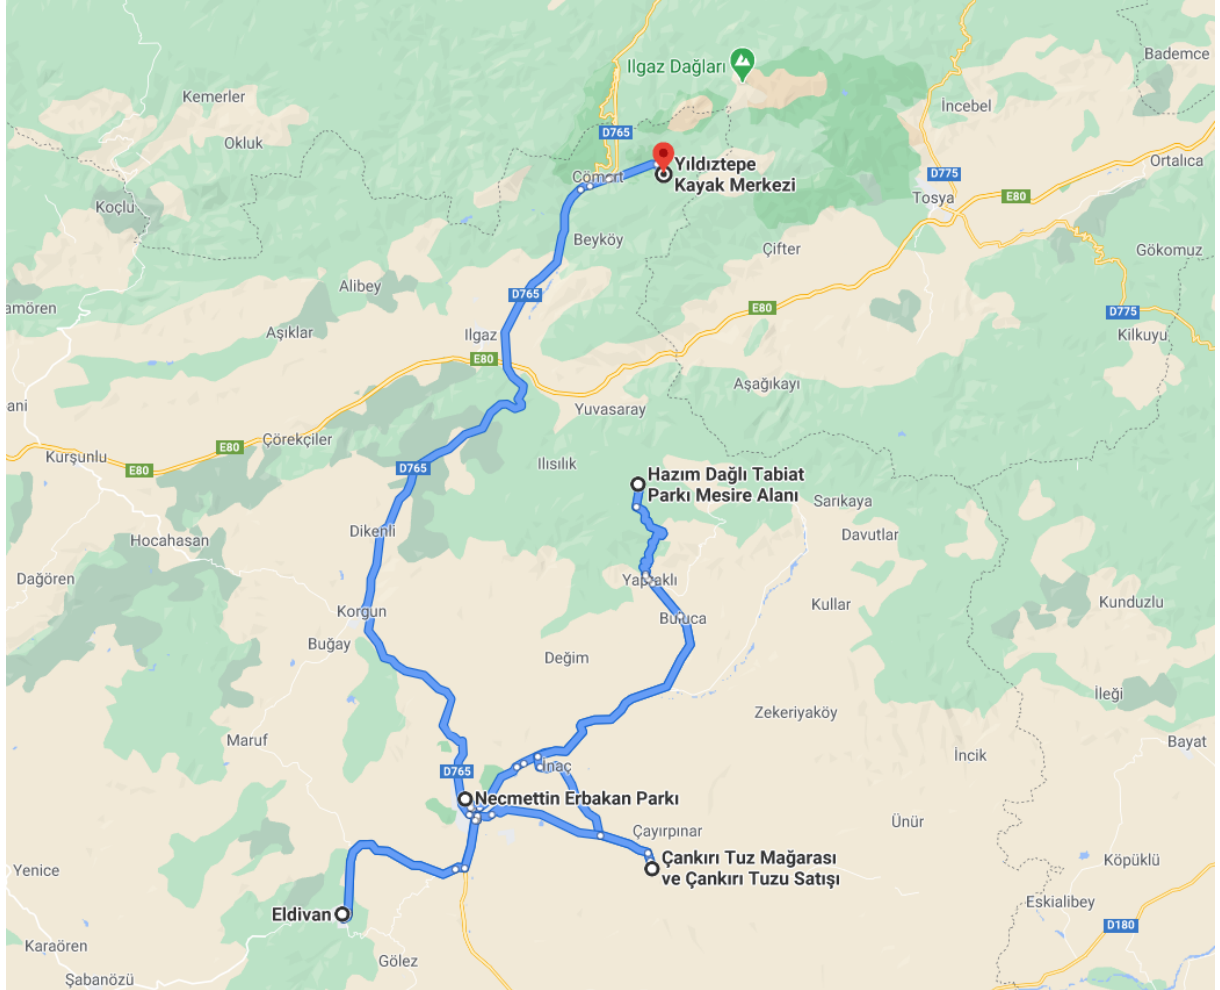 Bademce
Ilgaz Dağları
Kemerler
İncebel
D765
Okluk
Yıldıztepe
Kayak Merkezi
Ortalıca
Cömert
D775
E80
Tosya
Koçlu
Beyköy
Çifter
Gökomuz
Alibey
D765
amören
E80
D775
Aşıklar
Ilgaz
Kilkuyu
E80
Aşağıkayı
ani
Yuvasaray
Çörekçiler
E80
Kurşunlu
E80
D765
Ilısılık
Hazım Dağlı Tabiat
Parkı Mesire Alanı
Sarıkaya
Dikenli
Davutlar
Hocahasan
Dağören
Yapraklı
Kullar
Kunduzlu
Korgun
Buluca
Buğay
Değim
İleği
Zekeriyaköy
Maruf
Bayat
İncik
İnaç
D765
Necmettin Erbakan Parkı
Ünür
Çayırpınar
Çankırı Tuz Mağarası
ve Çankırı Tuzu Satışı
Köpüklü
Yenice
Eskialibey
Eldivan
D180
Karaören
Gölez
Şabanözü